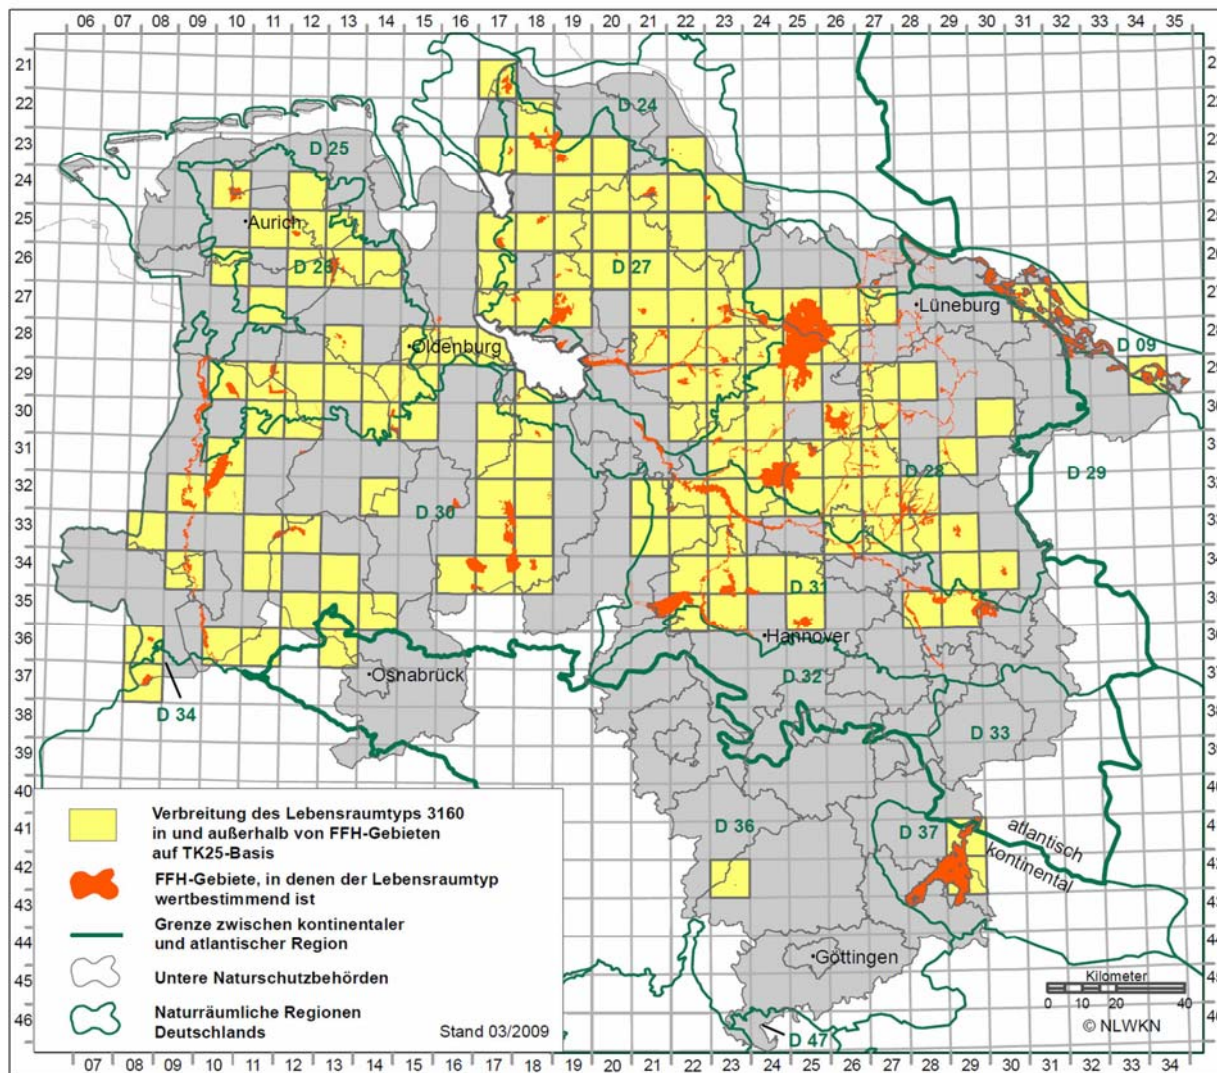 06 07 08 09 10 11 12 13 14 15 16 17 18 19 20 21 22 23 24 25 26 27 28 29 30 31 32 33 34 35
21
22
23
24
25
26
27
28
29
30
31
32
33
34
35
36
37
38
39
40
41
42
43
44
45
46
D 24
D 25
Aurich
D 27
Lüneburg
Oldenburg
D 09
D 28
D 29
D 30
D 31
Hannover
Osnabrück
D 32
D 34
D 33
D 36
D 37
atlantisch
kontinental
Göttingen
D 47
Verbreitung des Lebensraumtyps 3160
in und außerhalb von FFH-Gebieten
auf TK25-Basis
FFH-Gebiete, in denen der Lebensraumtyp
wertbestimmend ist
Grenze zwischen kontinentaler
und atlantischer Region
Untere Naturschutzbehörden
Naturräumliche Regionen
Deutschlands
Stand 03/2009
Kilometer
0 10 20 40
© NLWKN
07 08 09 10 11 12 13 14 15 16 17 18 19 20 21 22 23 24 25 26 27 28 29 30 31 32 33 34 35